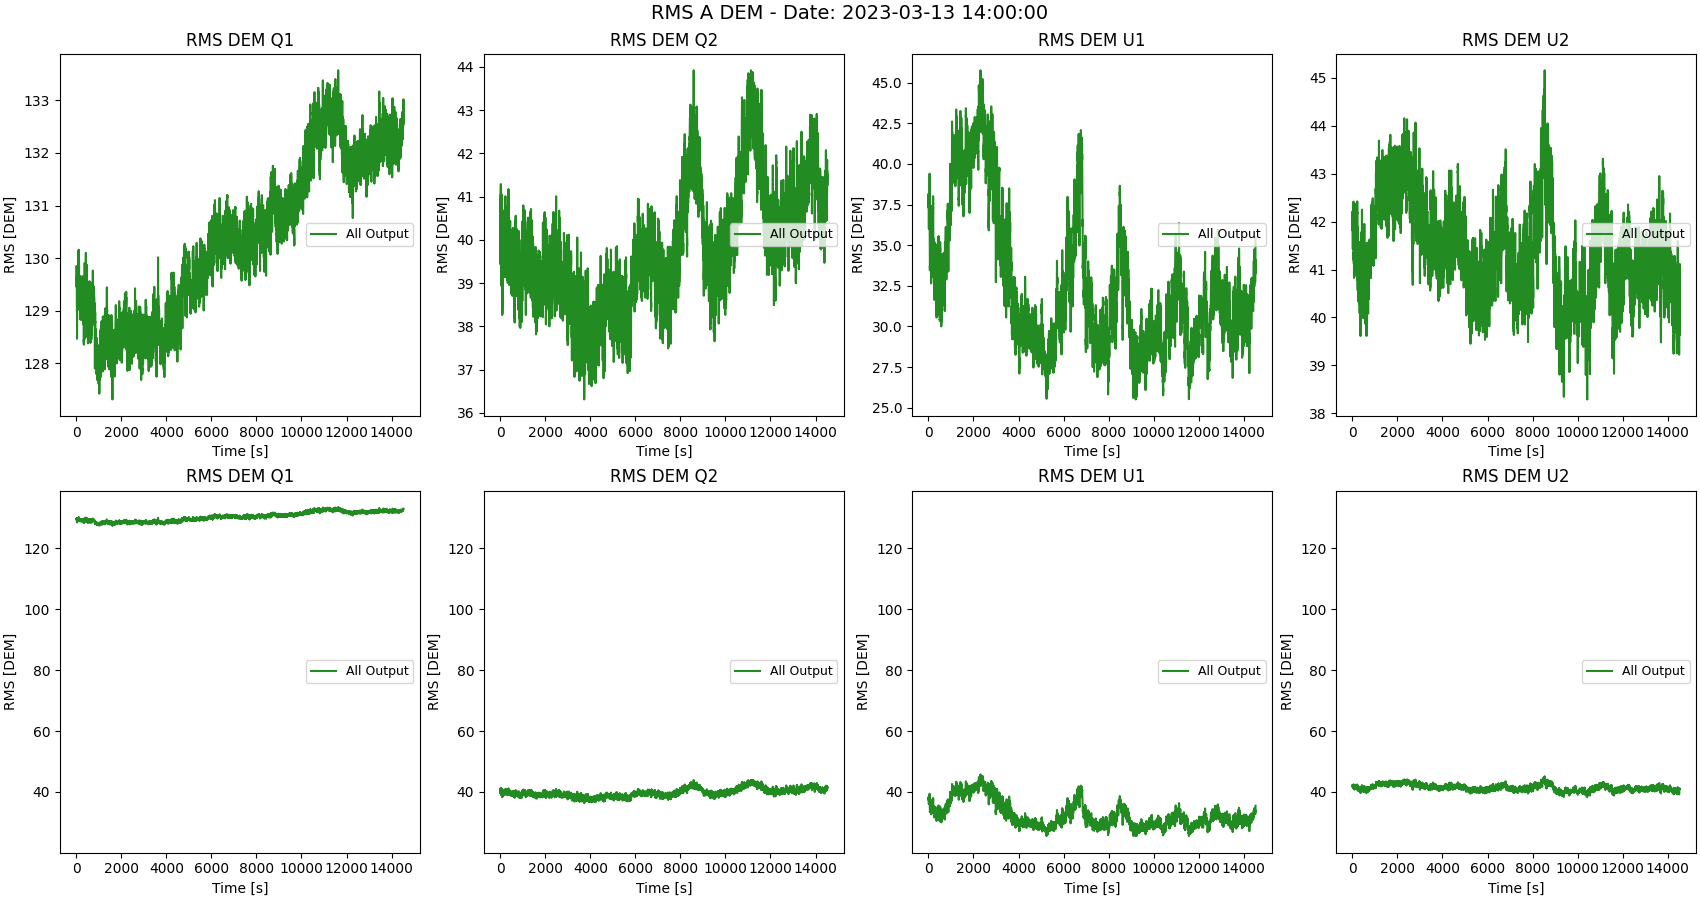 RMS A DEM - Date: 2023-03-13 14:00:00
RMS DEM Q1
RMS [DEM]
133
132
131
130
129
128
All Output
0 2000 4000 6000 8000 10000 12000 14000
Time [s]
RMS DEM Q2
RMS [DEM]
44
43
42
41
40
39
38
37
36
All Output
0 2000 4000 6000 8000 10000 12000 14000
Time [s]
RMS DEM U1
RMS [DEM]
45.0
42.5
40.0
37.5
35.0
32.5
30.0
27.5
25.0
All Output
0 2000 4000 6000 8000 10000 12000 14000
Time [s]
RMS DEM U2
RMS [DEM]
45
44
43
42
41
40
39
38
All Output
0 2000 4000 6000 8000 10000 12000 14000
Time [s]
RMS DEM Q1
RMS [DEM]
120
100
80
60
40
All Output
0 2000 4000 6000 8000 10000 12000 14000
Time [s]
RMS DEM Q2
RMS [DEM]
120
100
80
60
40
All Output
0 2000 4000 6000 8000 10000 12000 14000
Time [s]
RMS DEM U1
RMS [DEM]
120
100
80
60
40
All Output
0 2000 4000 6000 8000 10000 12000 14000
Time [s]
RMS DEM U2
RMS [DEM]
120
100
80
60
40
All Output
0 2000 4000 6000 8000 10000 12000 14000
Time [s]